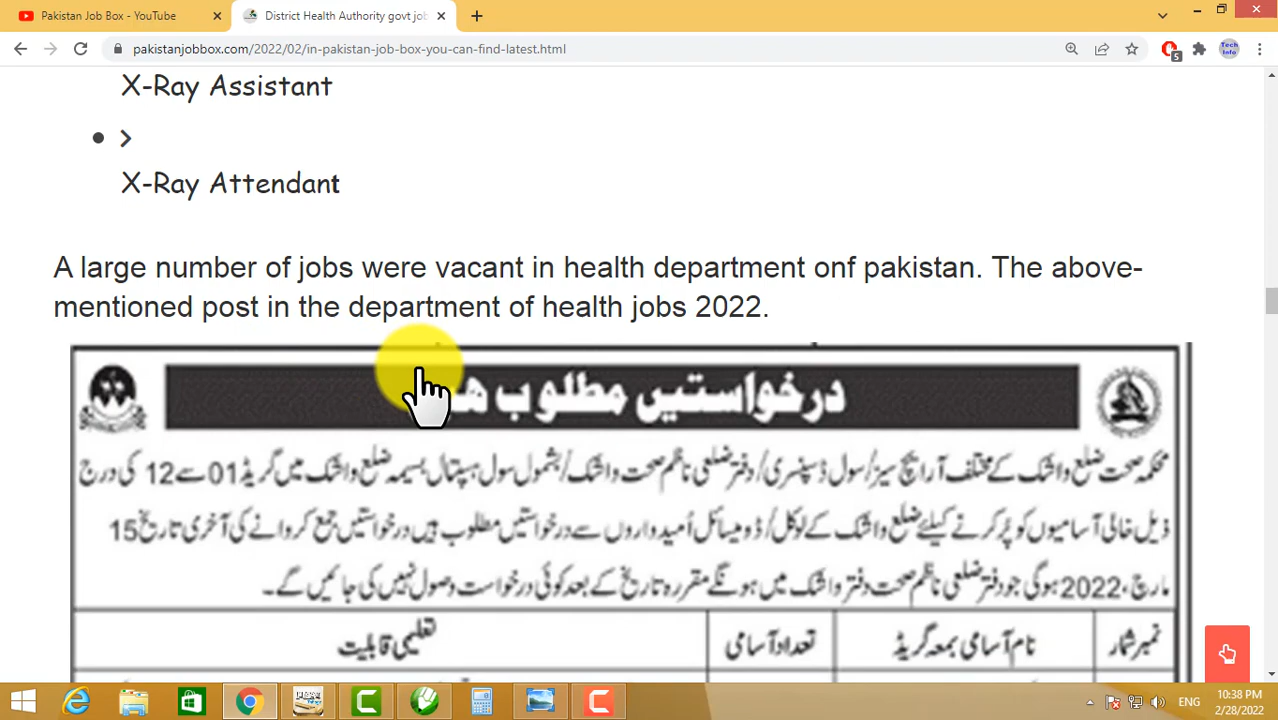 Pakistan Job Box - YouTube
District Health Authority govt job
pakistanjobbox.com/2022/02/in-pakistan-job-box-you-can-find-latest.html
5
Tech
Info
X-Ray Assistant
X-Ray Attendant
A large number of jobs were vacant in health department onf pakistan. The above-
mentioned post in the department of health jobs 2022.
درخواستیں مطلوب ھ
محکمہ صحت ضلع واشک کے مختلف آر ایچ سیز/سول ڈسپنسری/دفتر ضلعی ناظم صحت واشک/بشمول سول ہسپتال بسیمہ ضلع واشک میں گریڈ 01 سے 12 کی درج
ذیل خالی آسامیوں کو پُر کرنے کیلئے ضلع واشک کے لوکل/ڈومیسائل اُمیدواروں سے درخواستیں مطلوب ہیں درخواستیں جمع کروانے کی آخری تاریخ 15
مارچ، 2022 ہوگی جو دفتر ضلعی ناظم صحت دفتر واشک میں ہونگے مقررہ تاریخ کے بعد کوئی درخواست وصول نہیں کی جائیں گے۔
نمبر شمار نام آسامی بمعہ گریڈ تعداد آسامی تعلیمی قابلیت
ENG
10:38 PM
2/28/2022